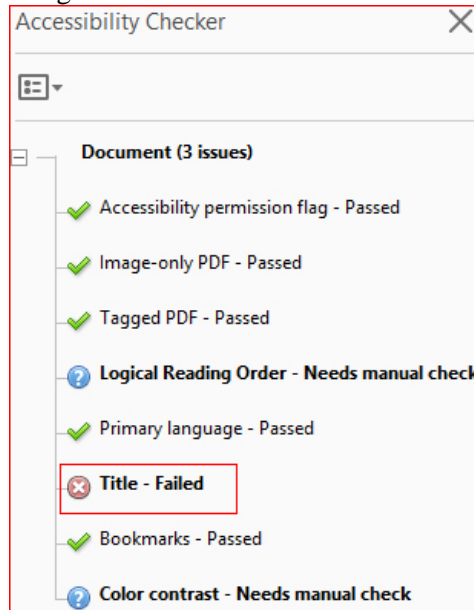 Accessibility Checker
Document (3 issues)
Accessibility permission flag - Passed
Image-only PDF - Passed
Tagged PDF - Passed
Logical Reading Order - Needs manual check
Primary language - Passed
Title - Failed
Bookmarks - Passed
Color contrast - Needs manual check